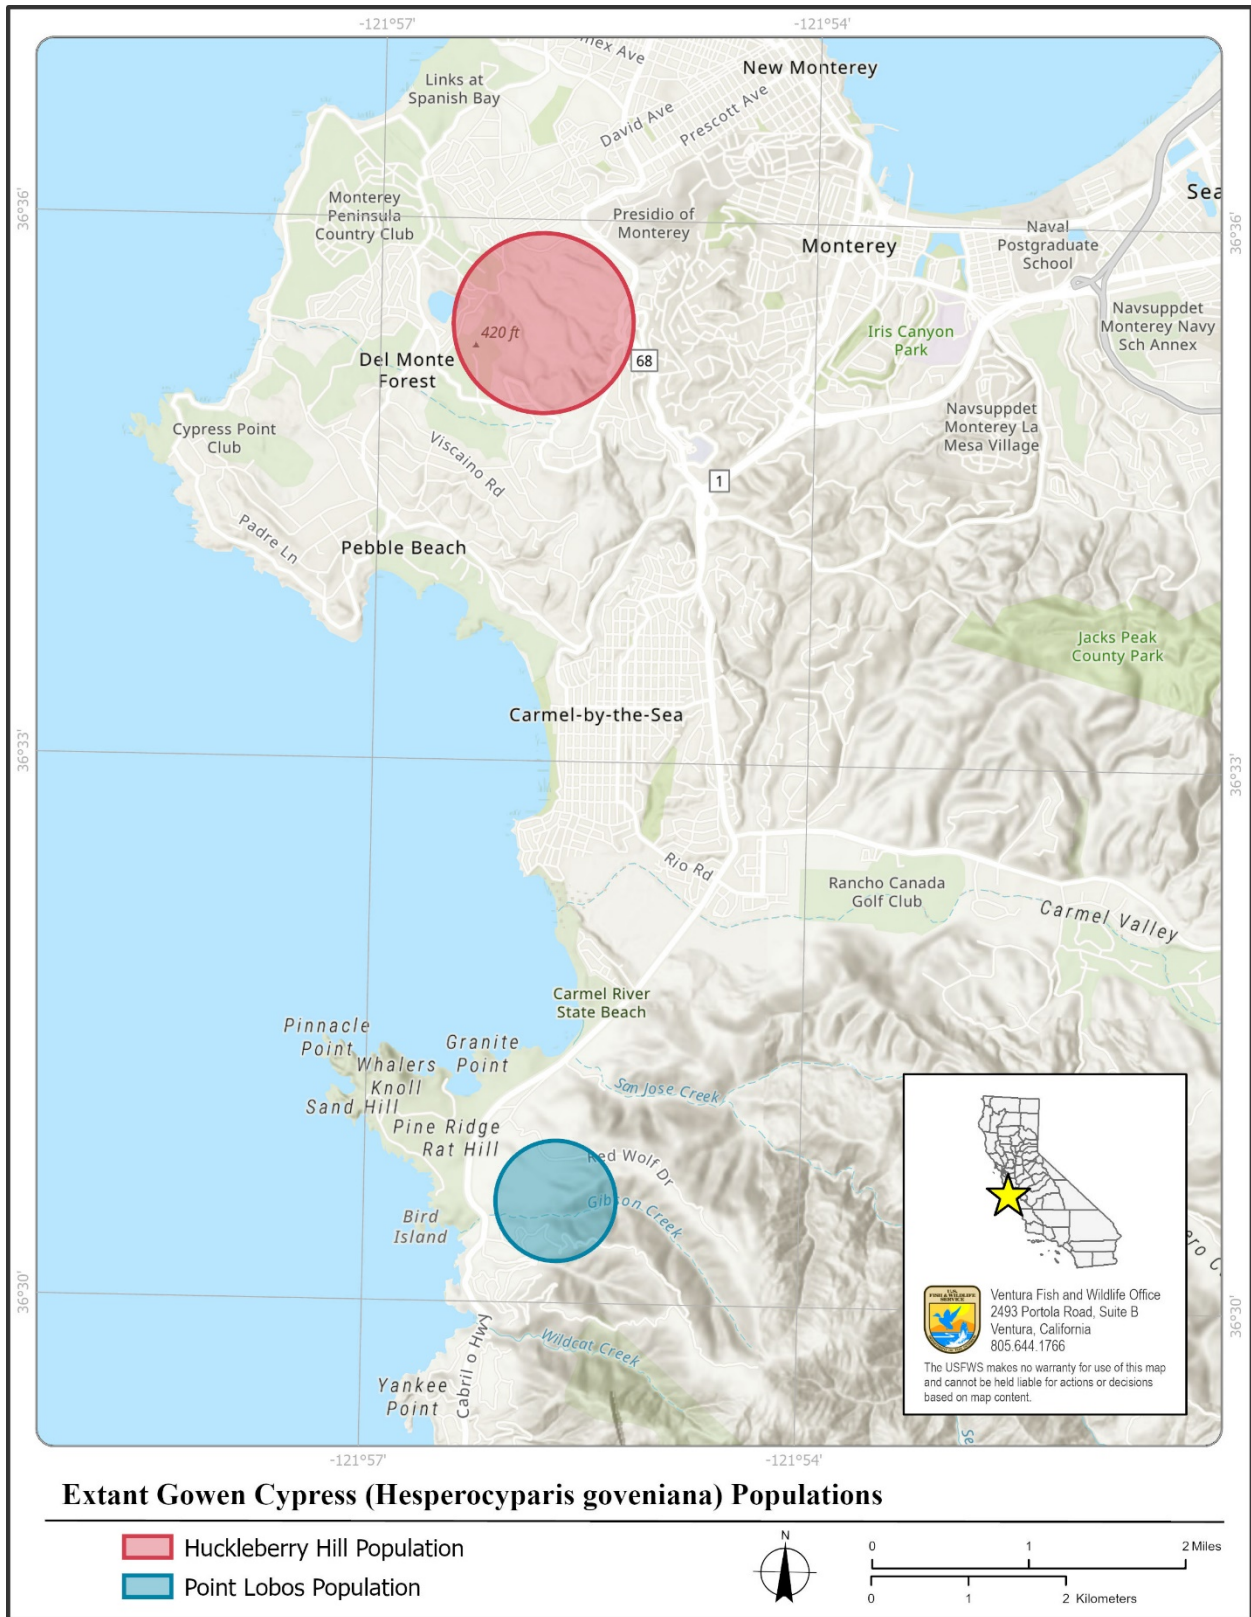 -121°57'
-121°54'
mex Ave
New Monterey
Links at
Spanish Bay
David Ave
Prescott Ave
36°36'
Sea
Monterey
Peninsula
Country Club
Presidio of
Monterey
Monterey
Naval
Postgraduate
School
36°36'
Navsuppdet
Monterey Navy
Sch Annex
420 ft
Iris Canyon
Park
Del Monte
Forest
68
Cypress Point
Club
Navsuppdet
Monterey La
Mesa Village
Viscaino Rd
1
Padre Ln
Pebble Beach
Jacks Peak
County Park
Carmel-by-the-Sea
36°33'
36°33'
Rio Rd
Rancho Canada
Golf Club
Carmel Valley
Carmel River
State Beach
Pinnacle
Point
Granite
Point
Whalers
Knoll
Sand Hill
San Jose Creek
Pine Ridge
Rat Hill
Red Wolf Dr
Gibson Creek
Bird
Island
ero C
36°30'
36°30'
Wildcat Creek
Cabril o Hwy
Yankee
Point
Se
U.S.
FISH & WILDLIFE
SERVICE
Ventura Fish and Wildlife Office
2493 Portola Road, Suite B
Ventura, California
805.644.1766
The USFWS makes no warranty for use of this map
and cannot be held liable for actions or decisions
based on map content.
-121°57'
-121°54'
Extant Gowen Cypress (Hesperocyparis goveniana) Populations
Huckleberry Hill Population
Point Lobos Population
N
0 1 2 Miles
0 1 2 Kilometers